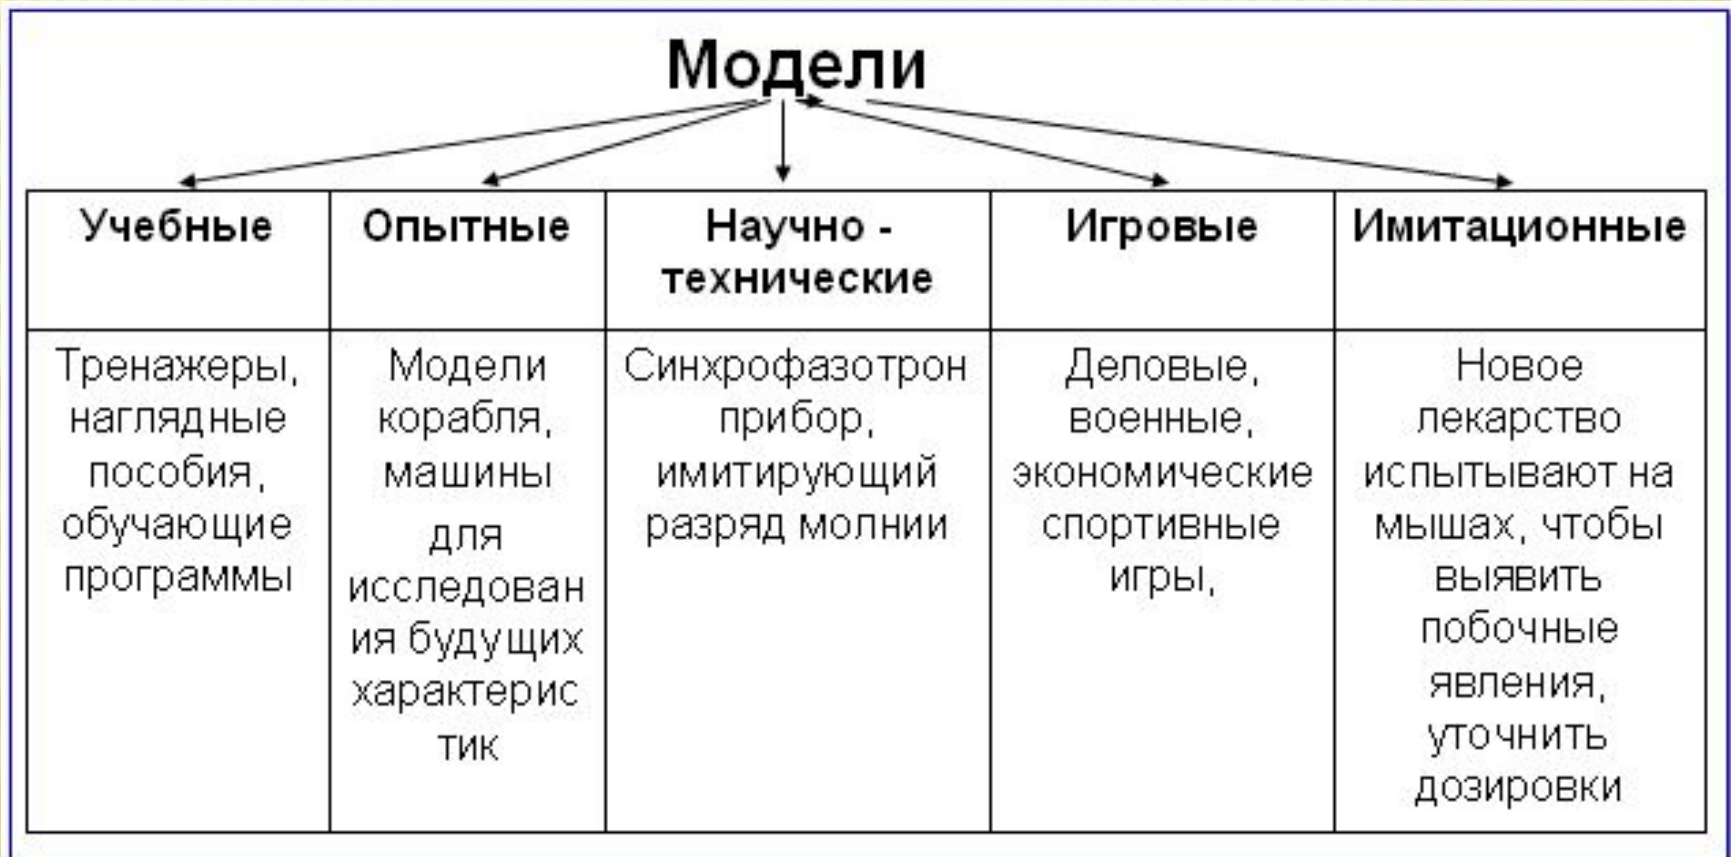 Модели
Учебные
Опытные
Научно -
технические
Игровые
Имитационные
Тренажеры,
наглядные
пособия,
обучающие
программы
Модели
корабля,
машины
для
исследован
ия будущих
характерис
тик
Синхрофазотрон
прибор,
имитирующий
разряд молнии
Деловые,
военные,
экономические
спортивные
игры,
Новое
лекарство
испытывают на
мышах, чтобы
выявить
побочные
явления,
уточнить
дозировки